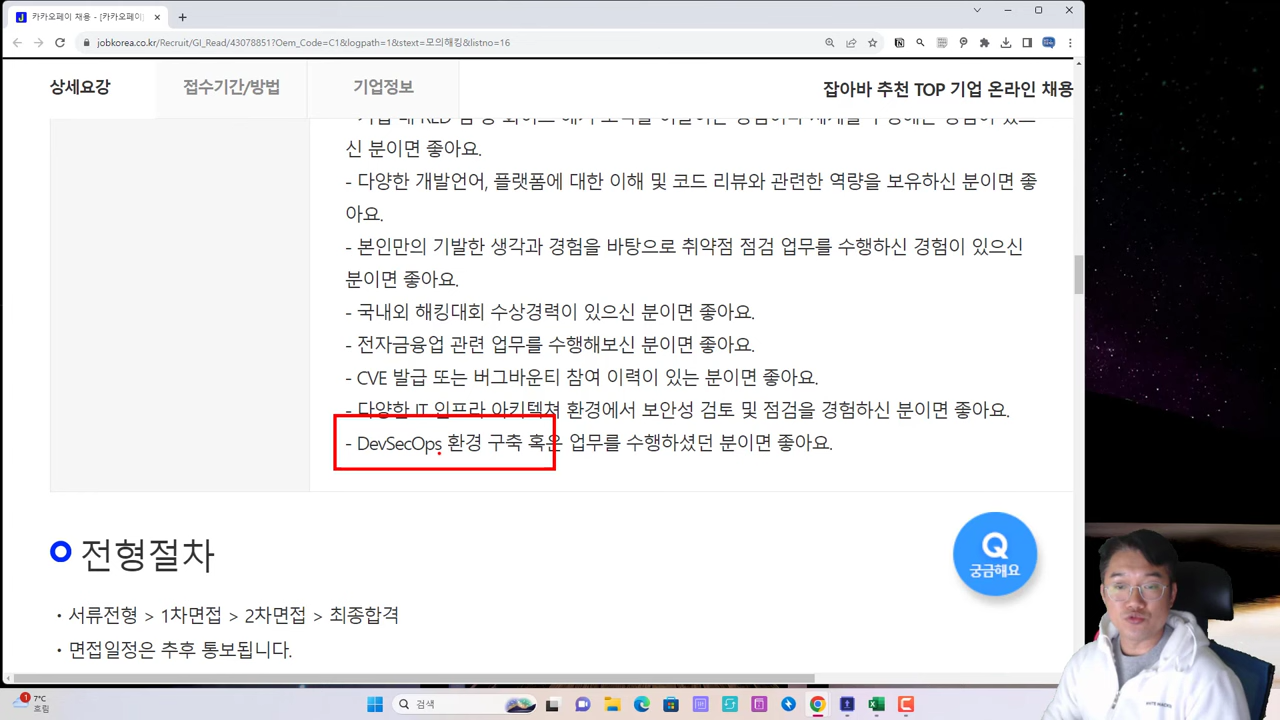 카카오페이 채용 - [카카오페이]
jobkorea.co.kr/Recruit/GI_Read/43078851?Oem_Code=C1&logpath=1&stext=모의해킹&listno=16
상세요강
접수기간/방법
기업정보
잡아바 추천 TOP 기업 온라인 채용
신 분이면 좋아요.
- 다양한 개발언어, 플랫폼에 대한 이해 및 코드 리뷰와 관련한 역량을 보유하신 분이면 좋
아요.
- 본인만의 기발한 생각과 경험을 바탕으로 취약점 점검 업무를 수행하신 경험이 있으신
분이면 좋아요.
- 국내외 해킹대회 수상경력이 있으신 분이면 좋아요.
- 전자금융업 관련 업무를 수행해보신 분이면 좋아요.
- CVE 발급 또는 버그바운티 참여 이력이 있는 분이면 좋아요.
- 다양한 IT 인프라 아키텍쳐 환경에서 보안성 검토 및 점검을 경험하신 분이면 좋아요.
- DevSecOps 환경 구축 혹은 업무를 수행하셨던 분이면 좋아요.
전형절차
Q
궁금해요
・서류전형 > 1차면접 > 2차면접 > 최종합격
・면접일정은 추후 통보됩니다.
1
7°C
흐림
검색